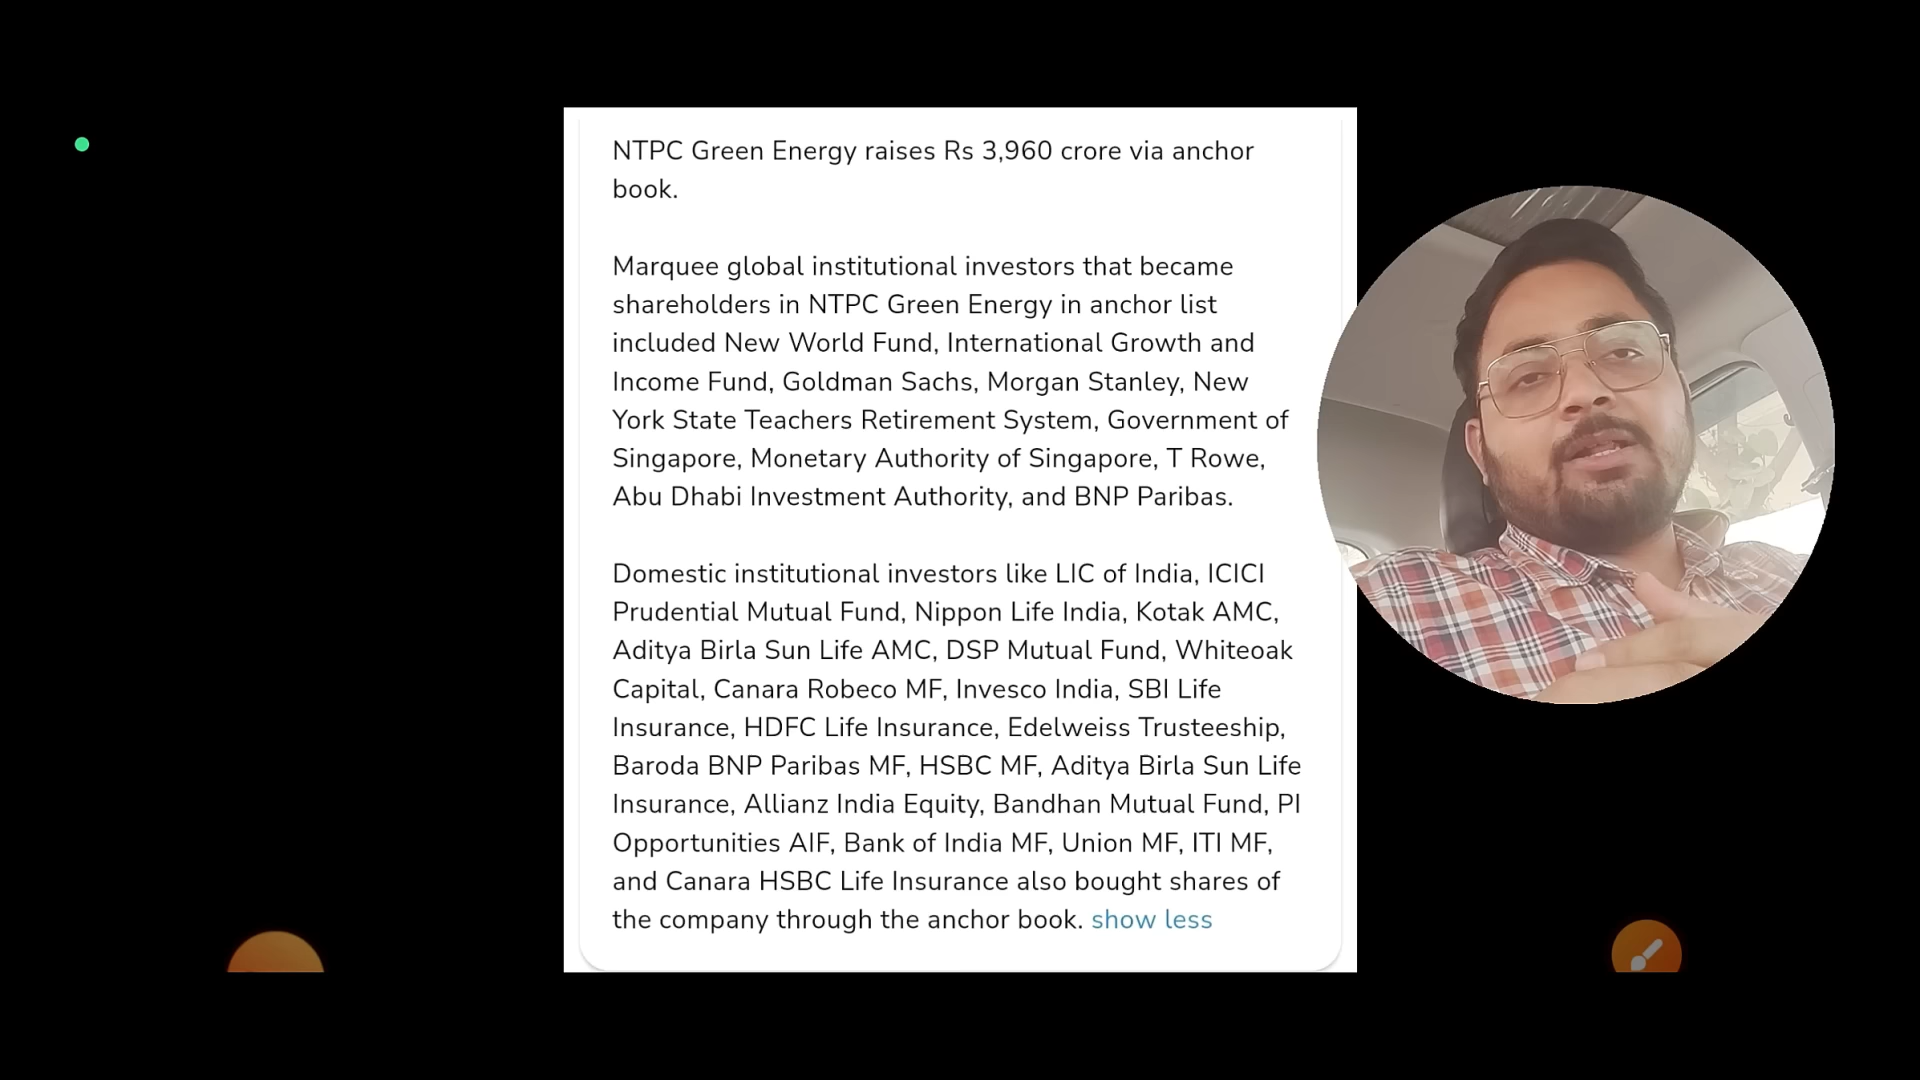 NTPC Green Energy raises Rs 3,960 crore via anchor
book.
Marquee global institutional investors that became
shareholders in NTPC Green Energy in anchor list
included New World Fund, International Growth and
Income Fund, Goldman Sachs, Morgan Stanley, New
York State Teachers Retirement System, Government of
Singapore, Monetary Authority of Singapore, T Rowe,
Abu Dhabi Investment Authority, and BNP Paribas.
Domestic institutional investors like LIC of India, ICICI
Prudential Mutual Fund, Nippon Life India, Kotak AMC,
Aditya Birla Sun Life AMC, DSP Mutual Fund, Whiteoak
Capital, Canara Robeco MF, Invesco India, SBI Life
Insurance, HDFC Life Insurance, Edelweiss Trusteeship,
Baroda BNP Paribas MF, HSBC MF, Aditya Birla Sun Life
Insurance, Allianz India Equity, Bandhan Mutual Fund, PI
Opportunities AIF, Bank of India MF, Union MF, ITI MF,
and Canara HSBC Life Insurance also bought shares of
the company through the anchor book. show less